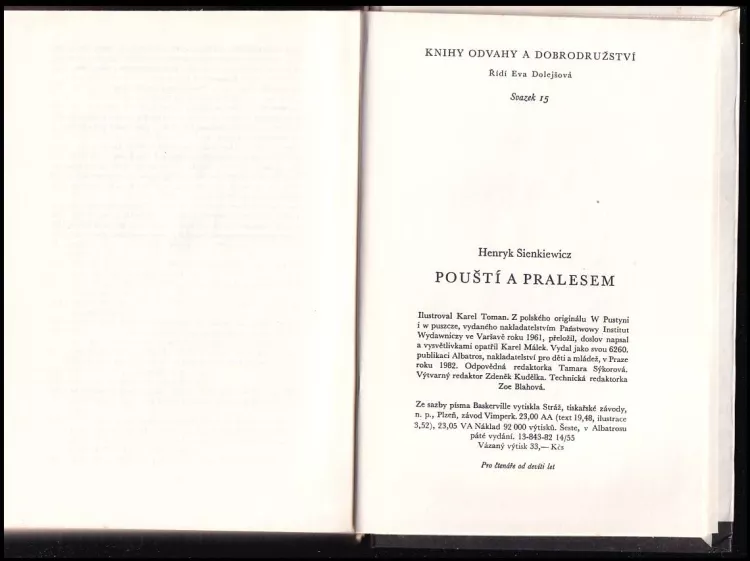 KNIHY ODVAHY A DOBRODRUŽSTVÍ
Řídí Eva Dolejšová
Svazek 15
Henryk Sienkiewicz
POUŠTÍ A PRALESEM
Ilustroval Karel Toman. Z polského originálu W Pustyni
i w puszcze, vydaného nakladatelstvím Państwowy Institut
Wydawniczy ve Varšavě roku 1961, přeložil, doslov napsal
a vysvětlivkami opatřil Karel Málek. Vydal jako svou 6260.
publikaci Albatros, nakladatelství pro děti a mládež, v Praze
roku 1982. Odpovědná redaktorka Tamara Sýkorová.
Výtvarný redaktor Zdeněk Kudělka. Technická redaktorka
Zoe Blahová.
Ze sazby písma Baskerville vytiskla Stráž, tiskařské závody,
n. p., Plzeň, závod Vimperk. 23,00 AA (text 19,48, ilustrace
3,52), 23,05 VA Náklad 92 000 výtisků. Šesté, v Albatrosu
páté vydání. 13-843-82 14/55
Vázaný výtisk 33,— Kčs
Pro čtenáře od devíti let